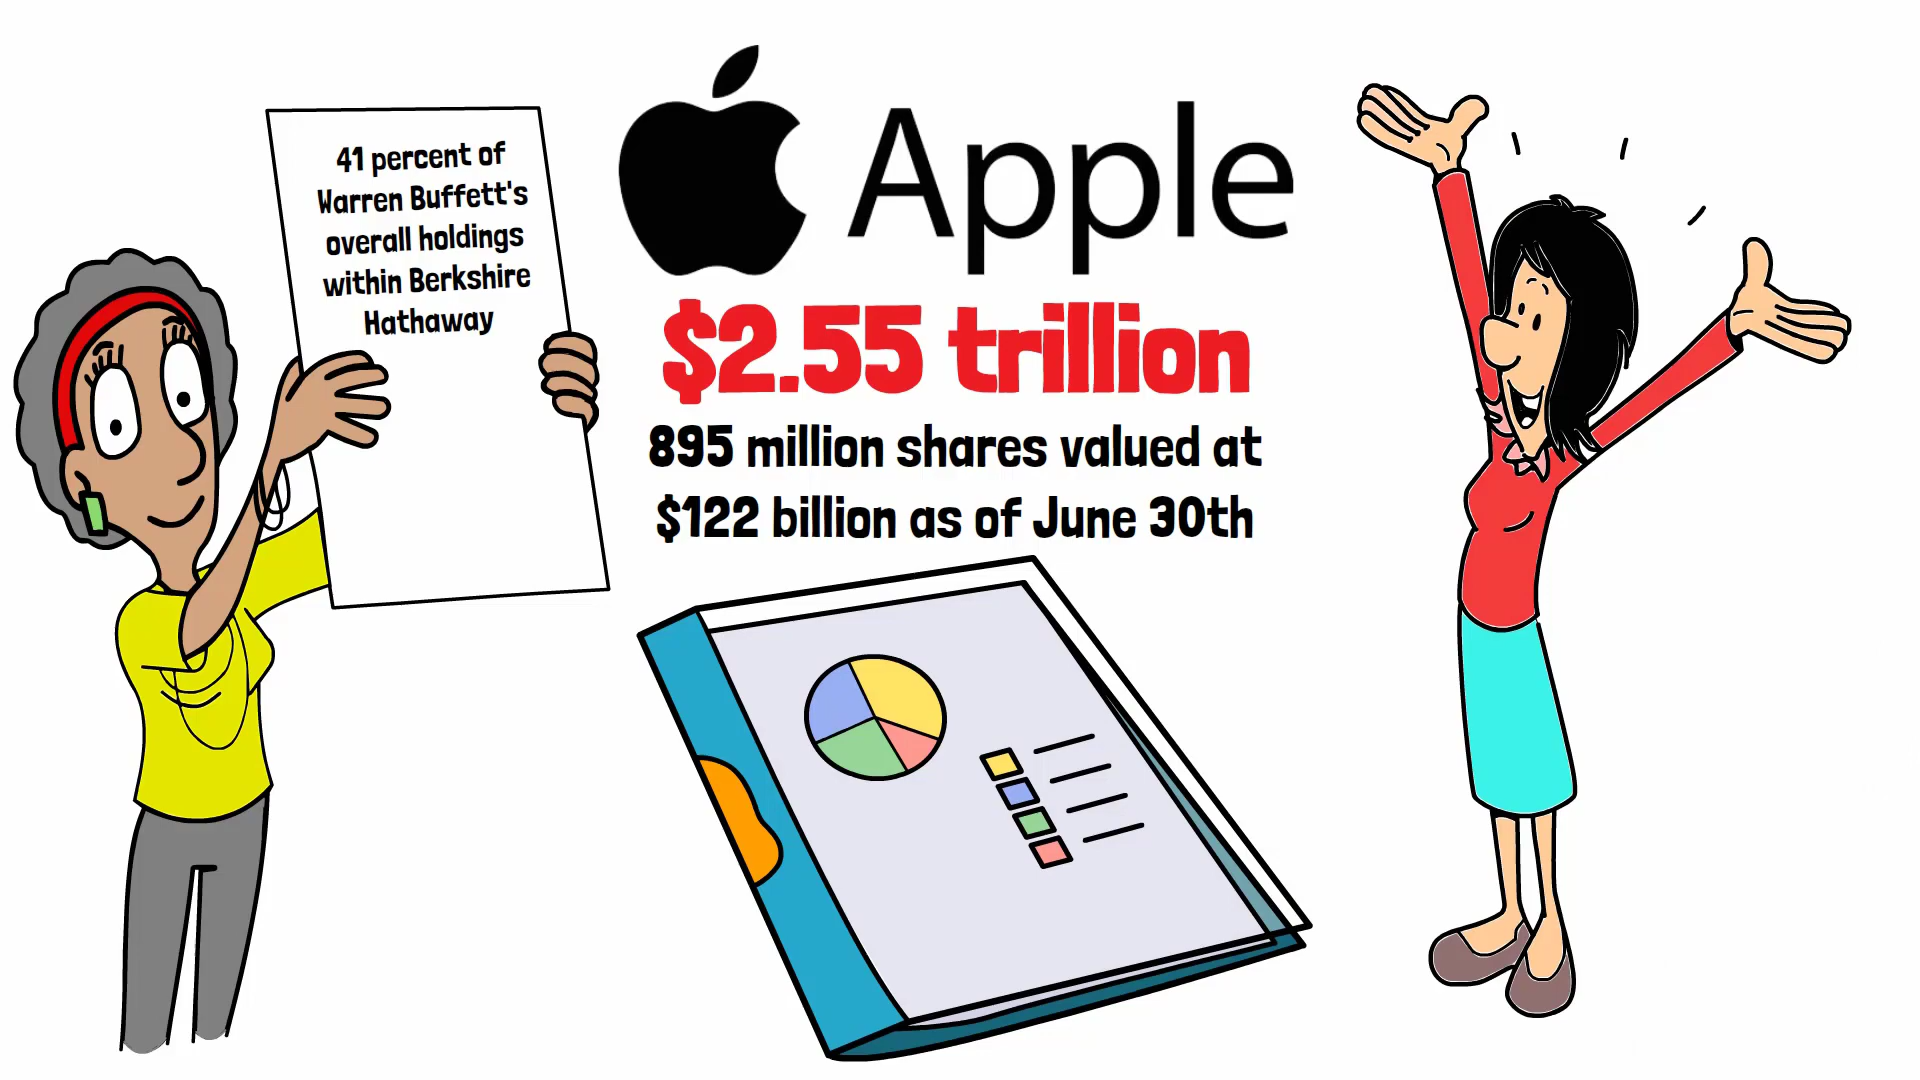 41 percent of
Warren Buffett's
overall holdings
within Berkshire
Hathaway
Apple
$2.55 trillion
895 million shares valued at
$122 billion as of June 30th